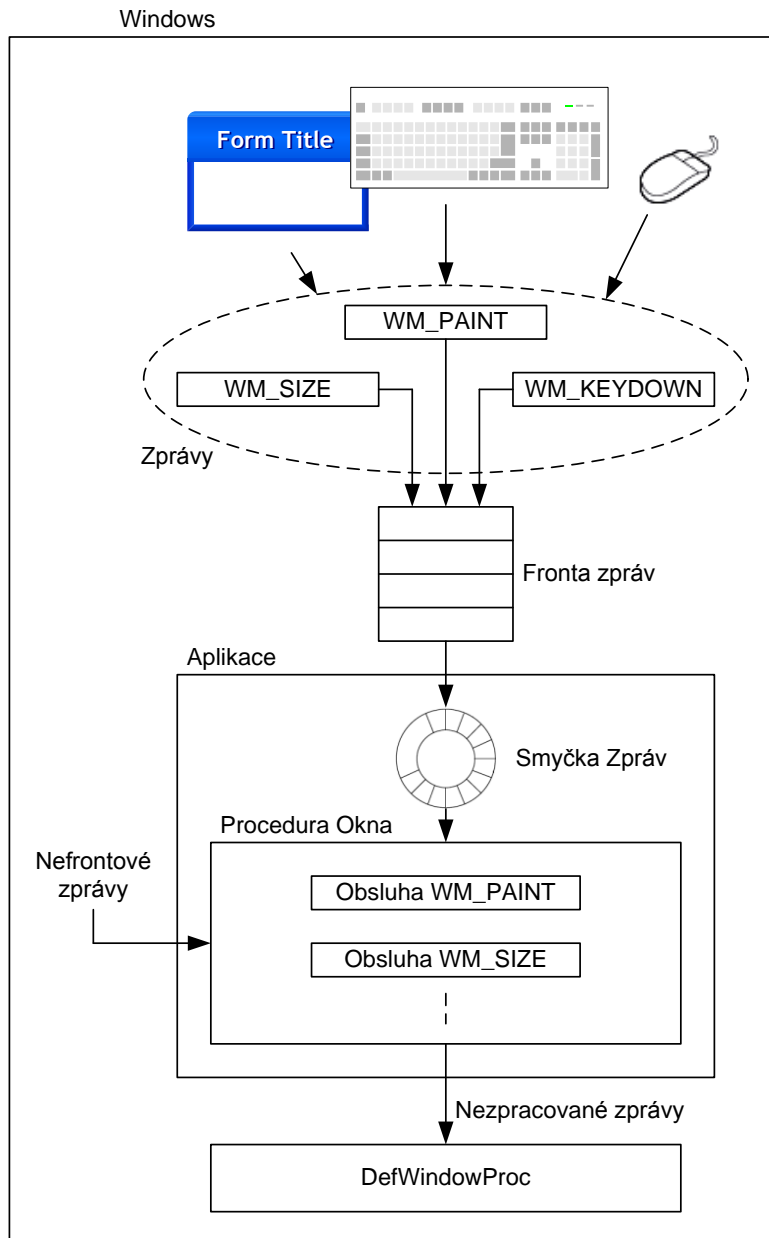 Windows
Form Title
WM_PAINT
WM_SIZE
WM_KEYDOWN
Zprávy
Fronta zpráv
Aplikace
Smyčka Zpráv
Procedura Okna
Nefrontové
zprávy
Obsluha WM_PAINT
Obsluha WM_SIZE
Nezpracované zprávy
DefWindowProc